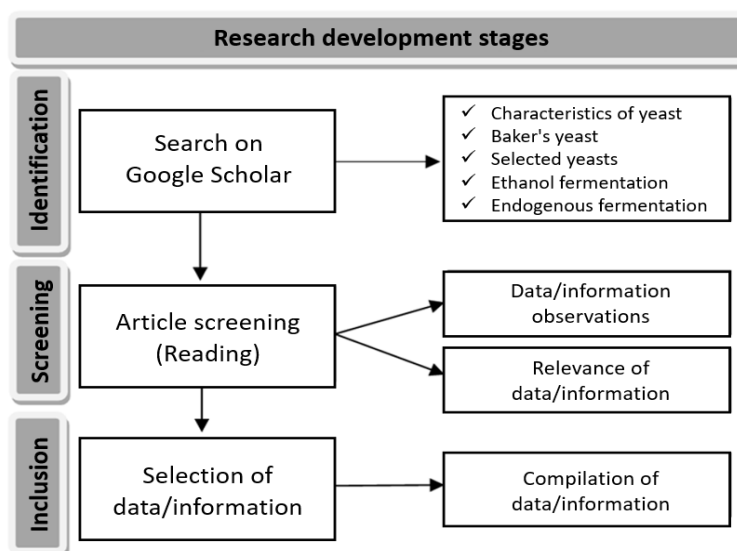 Research development stages
Identification
Search on
Google Scholar
✓ Characteristics of yeast
✓ Baker's yeast
✓ Selected yeasts
✓ Ethanol fermentation
✓ Endogenous fermentation
Screening
Article screening
(Reading)
Data/information
observations
Relevance of
data/information
Inclusion
Selection of
data/information
Compilation of
data/information